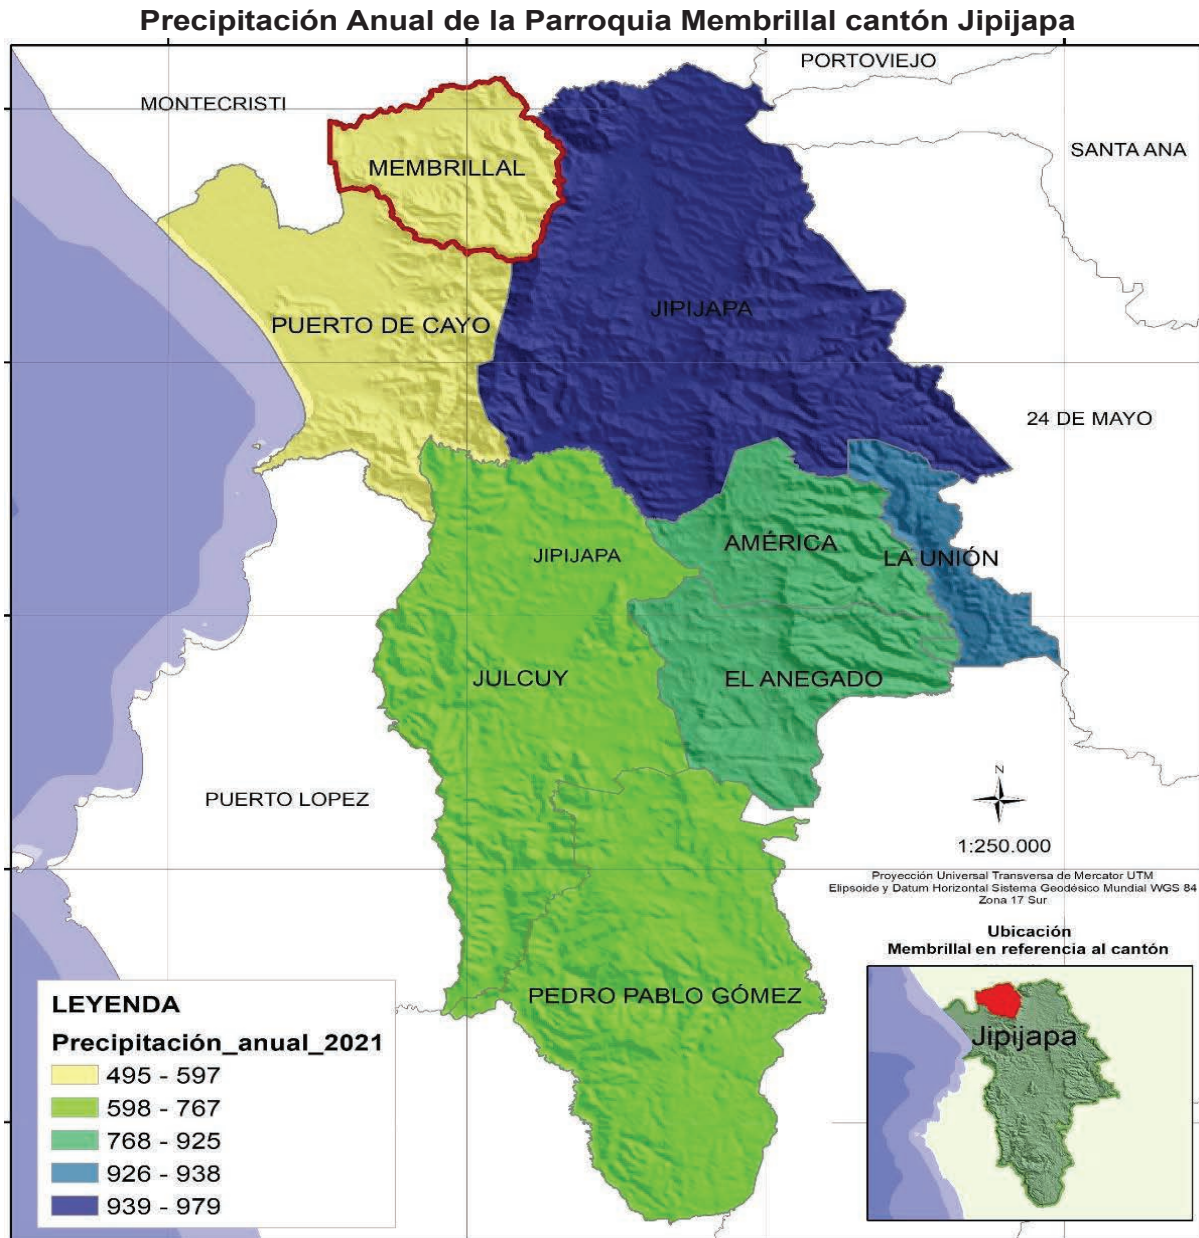 Precipitación Anual de la Parroquia Membrillal cantón Jipijapa
PORTOVIEJO
MONTECRISTI
SANTA ANA
MEMBRILLAL
JIPIJAPA
PUERTO DE CAYO
24 DE MAYO
AMÉRICA
JIPIJAPA
LA UNIÓN
JULCUY
EL ANEGADO
PUERTO LOPEZ
N
1:250.000
Proyección Universal Transversa de Mercator UTM
Elipsoide y Datum Horizontal Sistema Geodésico Mundial WGS 84
Zona 17 Sur
Ubicación
Membrillal en referencia al cantón
PEDRO PABLO GÓMEZ
Jipijapa
LEYENDA
Precipitación_anual_2021
495 - 597
598 - 767
768 - 925
926 - 938
939 - 979